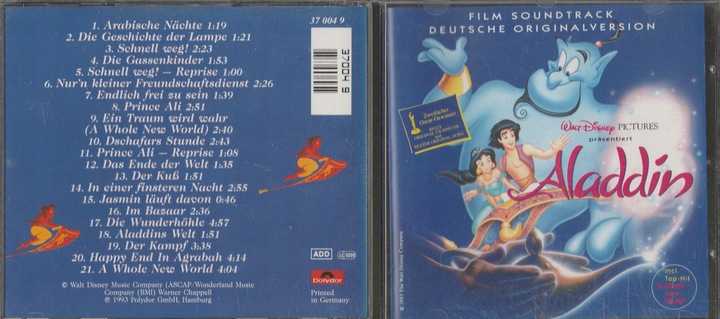 37 004 9
1. Arabische Nächte 1:19
2. Die Geschichte der Lampe 1:21
3. Schnell weg! 2:23
4. Die Gassenkinder 1:53
5. Schnell weg! – Reprise 1:00
6. Nur'n kleiner Freundschaftsdienst 2:26
7. Endlich frei zu sein 1:39
8. Prince Ali 2:51
9. Ein Traum wird wahr
(A Whole New World) 2:40
10. Dschafars Stunde 2:43
11. Prince Ali – Reprise 1:08
12. Das Ende der Welt 1:35
13. Der Kuß 1:51
14. In einer finsteren Nacht 2:55
15. Jasmin läuft davon 0:46
16. Im Bazaar 2:36
17. Die Wunderhöhle 4:57
18. Aladdins Welt 1:51
19. Der Kampf 3:38
20. Happy End In Agrabah 4:14
21. A Whole New World 4:04
© Walt Disney Music Company (ASCAP)/Wonderland Music
Company (BMI) Warner Chappell
℗ 1993 Polydor GmbH, Hamburg
37004 9
ADD
Polydor
Printed
in Germany
FILM SOUNDTRACK
DEUTSCHE ORIGINALVERSION
Zweifacher
Oscar-Gewinner
WALT DISNEY PICTURES
präsentiert
Aladdin
© 1993 The Walt Disney Company
Incl.
Top-Hit